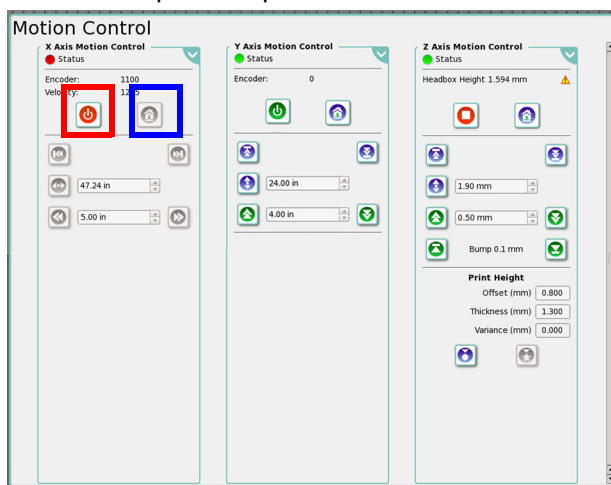 Motion Control
X Axis Motion Control
Status
Encoder: 1100
47.24 in
5.00 in
Y Axis Motion Control
Status
Encoder: 0
24.00 in
4.00 in
Z Axis Motion Control
Status
Headbox Height 1.594 mm
1.90 mm
0.50 mm
Bump 0.1 mm
Print Height
Offset (mm) 0.800
Thickness (mm) 1.300
Variance (mm) 0.000